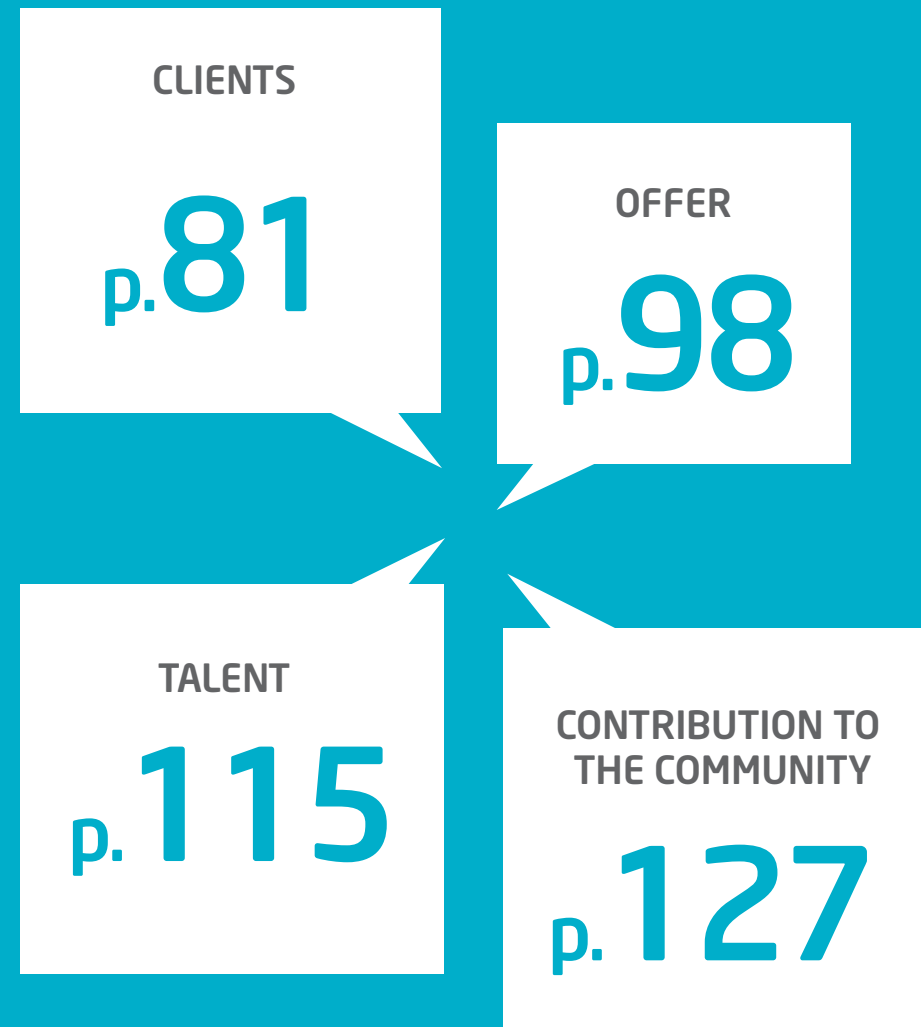 CLIENTS
p.81
OFFER
p.98
TALENT
p.115
CONTRIBUTION TO
THE COMMUNITY
p.127